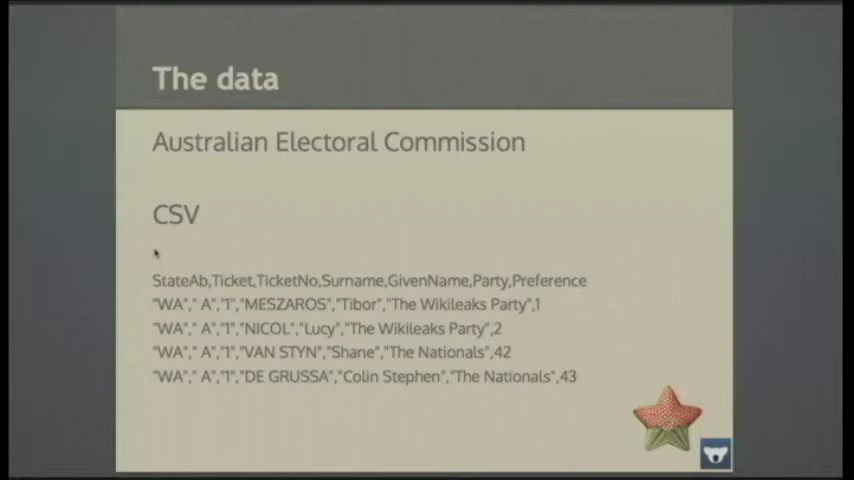 The data
Australian Electoral Commission
CSV
StateAb,Ticket,TicketNo,Surname,GivenName,Party,Preference
"WA"," A","1","MESZAROS","Tibor","The Wikileaks Party",1
"WA"," A","1","NICOL","Lucy","The Wikileaks Party",2
"WA"," A","1","VAN STYN","Shane","The Nationals",42
"WA"," A","1","DE GRUSSA","Colin Stephen","The Nationals",43